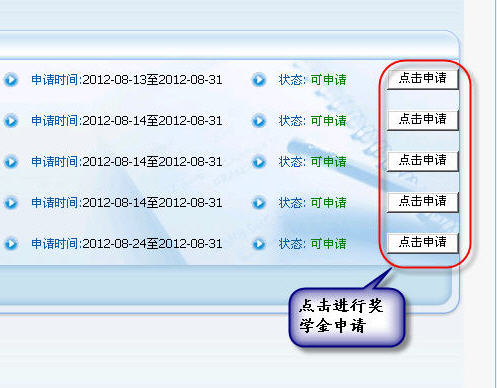 申请时间:2012-08-13至2012-08-31 状态: 可申请 点击申请
申请时间:2012-08-14至2012-08-31 状态: 可申请 点击申请
申请时间:2012-08-14至2012-08-31 状态: 可申请 点击申请
申请时间:2012-08-14至2012-08-31 状态: 可申请 点击申请
申请时间:2012-08-24至2012-08-31 状态: 可申请 点击申请
点击进行奖
学金申请